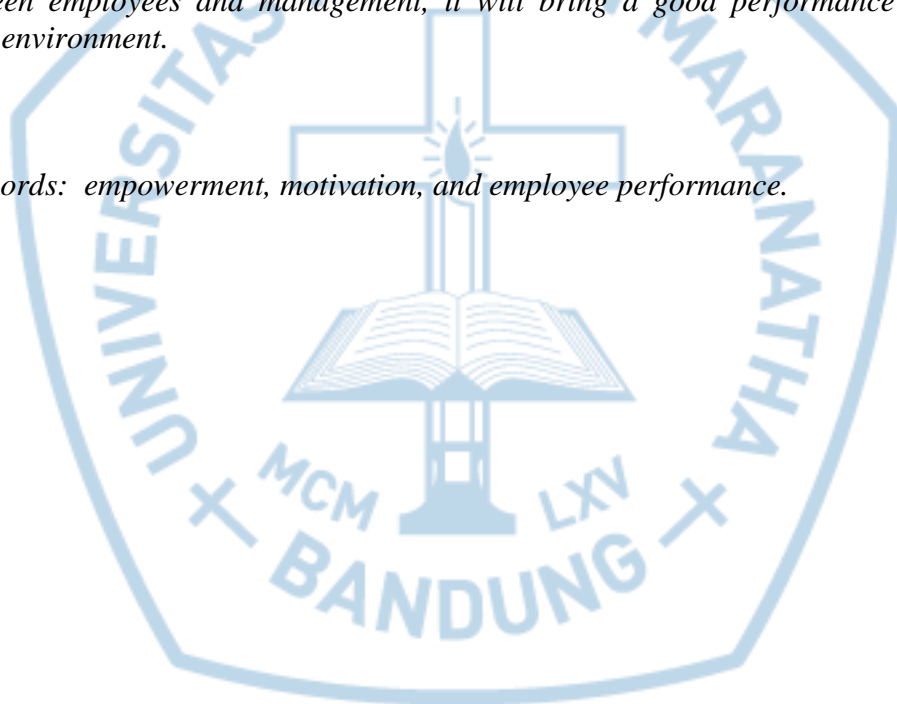 een employees and management, it will bring a good performance
environment.
ords: empowerment, motivation, and employee performance.
UNIVERSITAS
MARANATHA
MCM LXV
BANDUNG